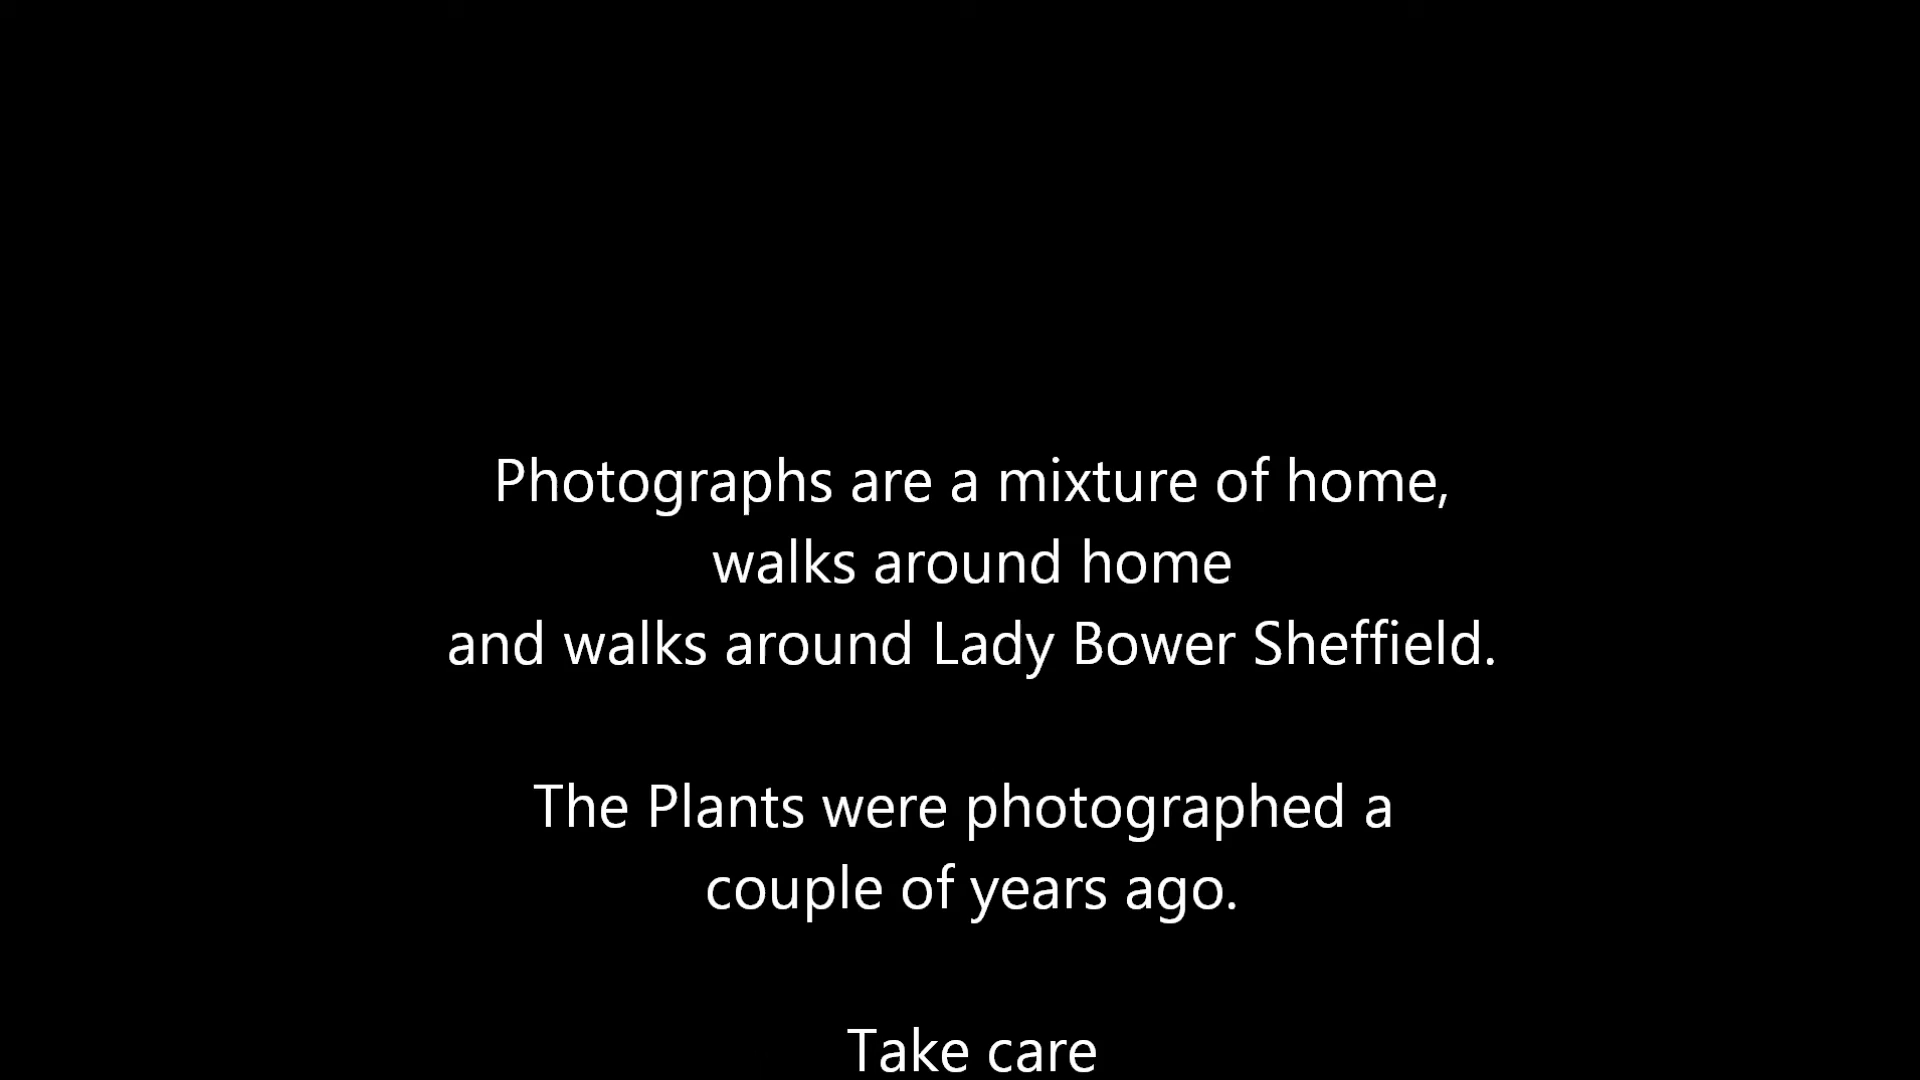 Photographs are a mixture of home,
walks around home
and walks around Lady Bower Sheffield.
The Plants were photographed a
couple of years ago.
Take care